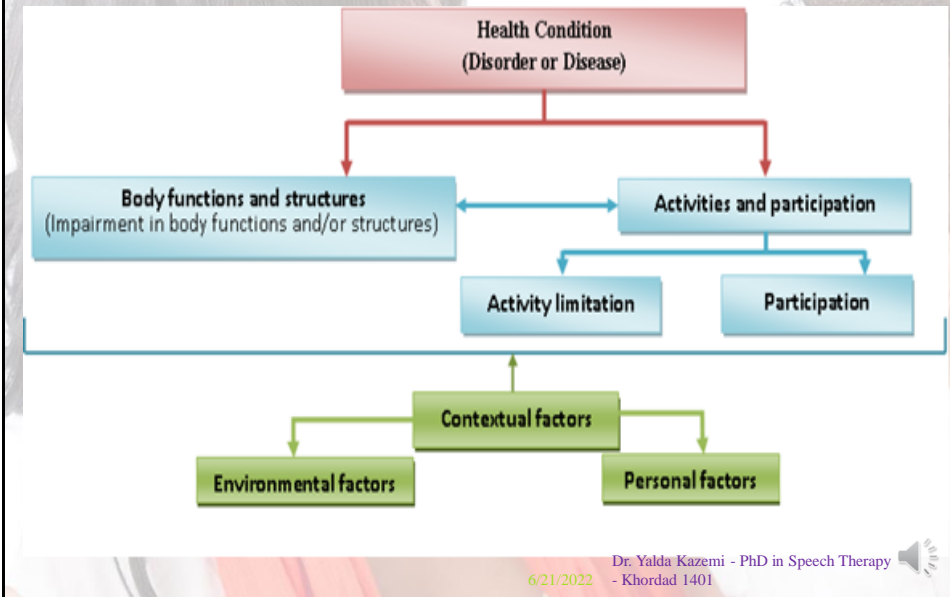 Health Condition
(Disorder or Disease)
Body functions and structures
(Impairment in body functions and/or structures)
Activities and participation
Activity limitation
Participation
Contextual factors
Environmental factors
Personal factors
Dr. Yalda Kazemi - PhD in Speech Therapy
6/21/2022 - Khordad 1401